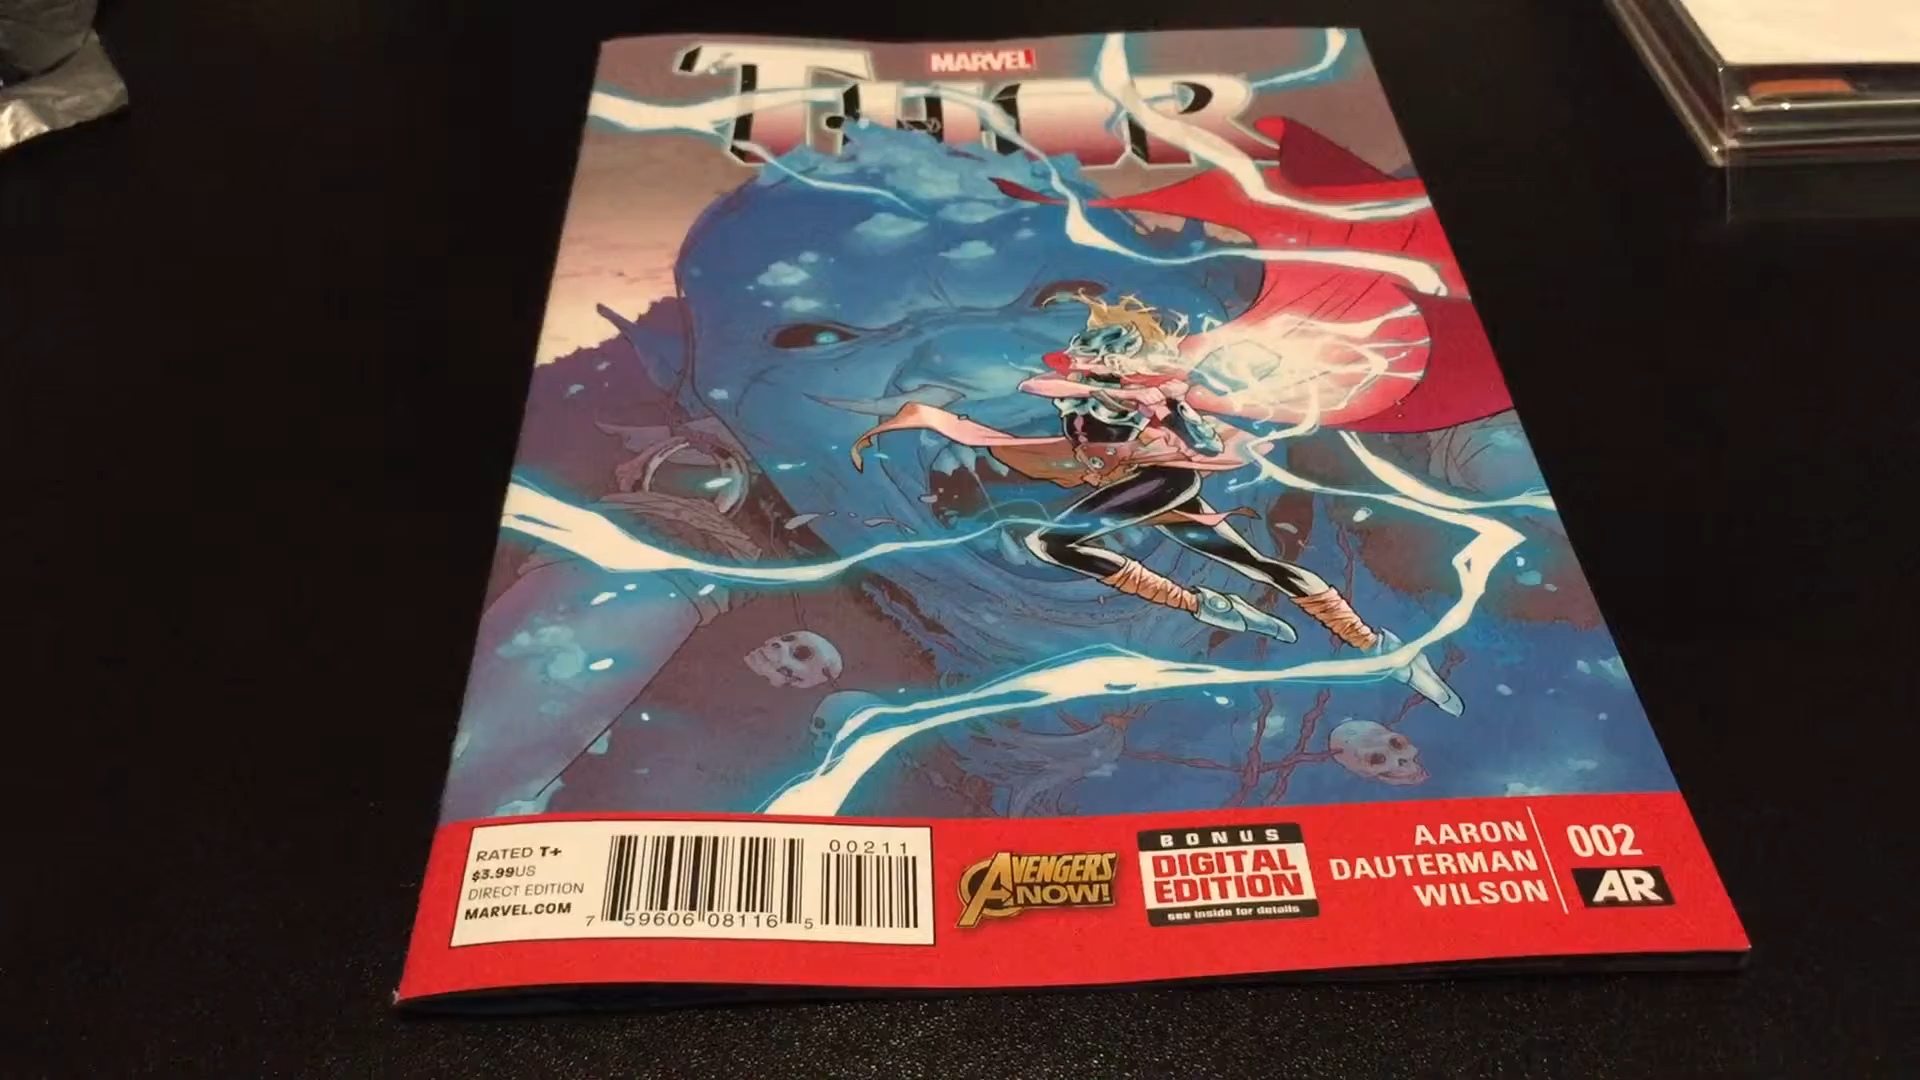 MARVEL
THOR
RATED T+
$3.99US
DIRECT EDITION
MARVEL.COM
00211
7 59606 08116 5
AVENGERS
NOW!
BONUS
DIGITAL
EDITION
see inside for details
AARON
DAUTERMAN
WILSON
002
AR